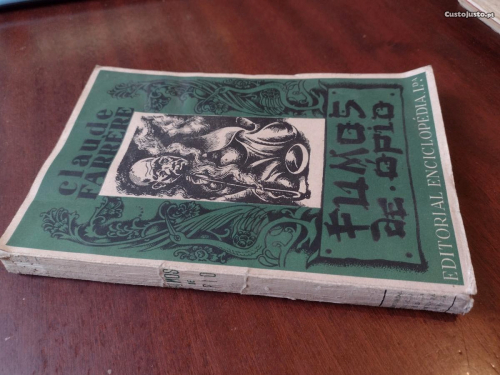 claude
FARRÈRE
FUMOS
DE·ÓPIO
EDITORIAL ENCICLOPÉDIA L.DA
CustoJusto.pt